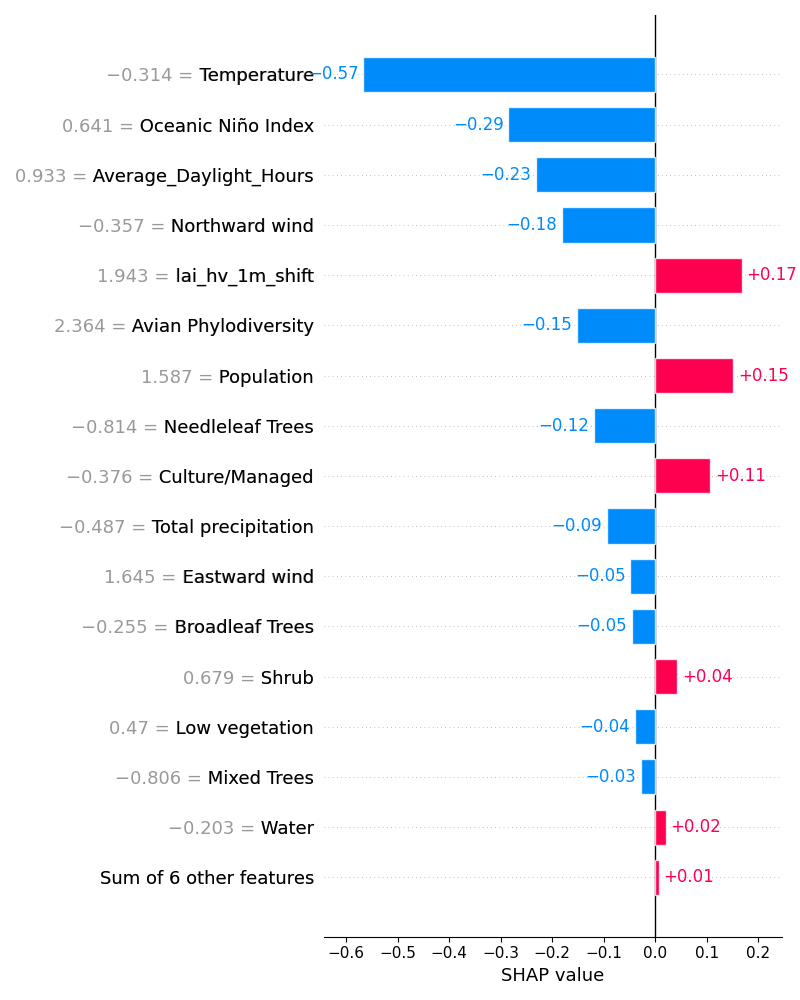 −0.314 = Temperature −0.57
0.641 = Oceanic Niño Index −0.29
0.933 = Average_Daylight_Hours −0.23
−0.357 = Northward wind −0.18
1.943 = lai_hv_1m_shift +0.17
2.364 = Avian Phylodiversity −0.15
1.587 = Population +0.15
−0.814 = Needleleaf Trees −0.12
−0.376 = Culture/Managed +0.11
−0.487 = Total precipitation −0.09
1.645 = Eastward wind −0.05
−0.255 = Broadleaf Trees −0.05
0.679 = Shrub +0.04
0.47 = Low vegetation −0.04
−0.806 = Mixed Trees −0.03
−0.203 = Water +0.02
Sum of 6 other features +0.01
−0.6 −0.5 −0.4 −0.3 −0.2 −0.1 0.0 0.1 0.2
SHAP value